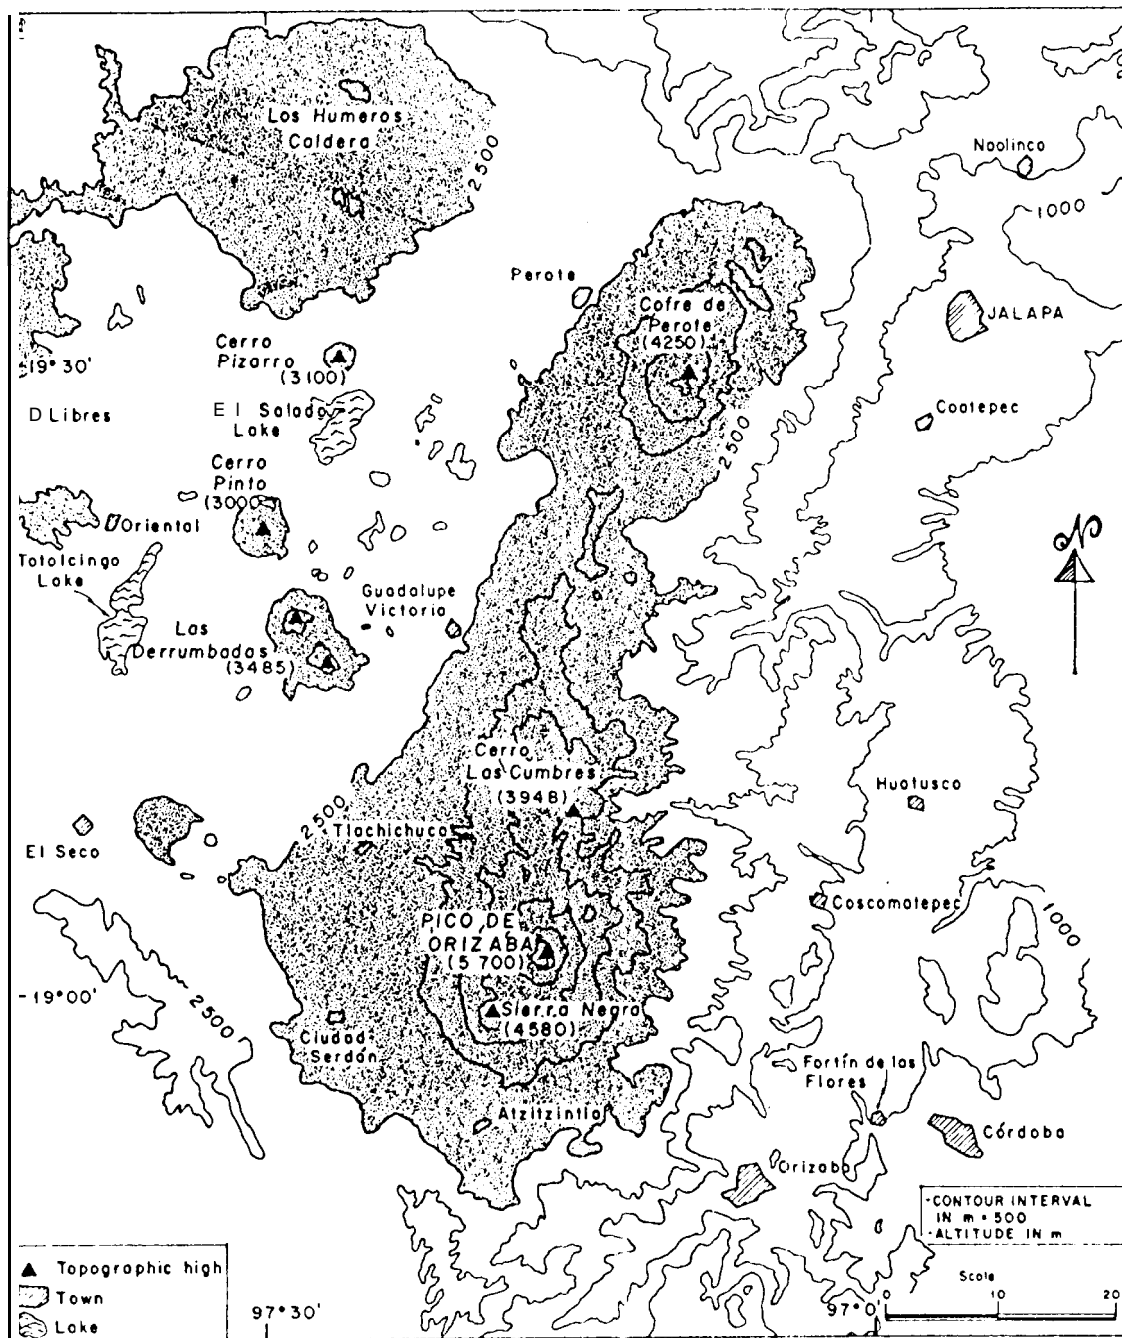 Los Humeros
Caldera
2500
Naolinco
1000
Perote
Cofre de
Perote
(4250)
JALAPA
Cerro
Pizarro
(3100)
19°30'
D Libres
El Salado
Lake
Coatepec
2500
Cerro
Pinto
(3000)
Oriental
N
Totolcingo
Lake
Guadalupe
Victoria
Las
Derrumbadas
(3485)
Cerro
Las Cumbres
(3948)
Huatusco
2500
Tlachichuca
El Seco
Coscomatepec
1000
PICO DE
ORIZABA
(5700)
19°00'
2500
Sierra Negra
(4580)
Ciudad
Serdán
Fortín de las
Flores
Atzitzintla
Córdoba
Orizaba
-CONTOUR INTERVAL
IN m = 500
-ALTITUDE IN m
Topographic high
Town
Lake
97°30'
97°0'
Scale
0 10 20